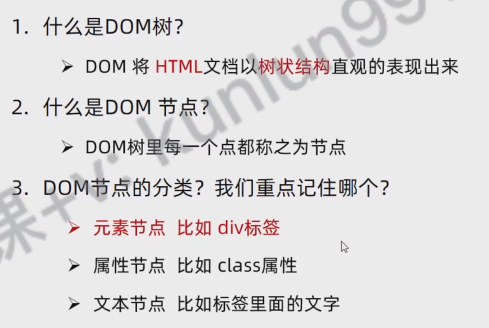 1. 什么是DOM树？
➢ DOM 将 HTML文档以树状结构直观的表现出来
2. 什么是DOM 节点？
➢ DOM树里每一个点都称之为节点
3. DOM节点的分类？我们重点记住哪个？
➢ 元素节点 比如 div标签
➢ 属性节点 比如 class属性
➢ 文本节点 比如标签里面的文字
课+v: kunlun99